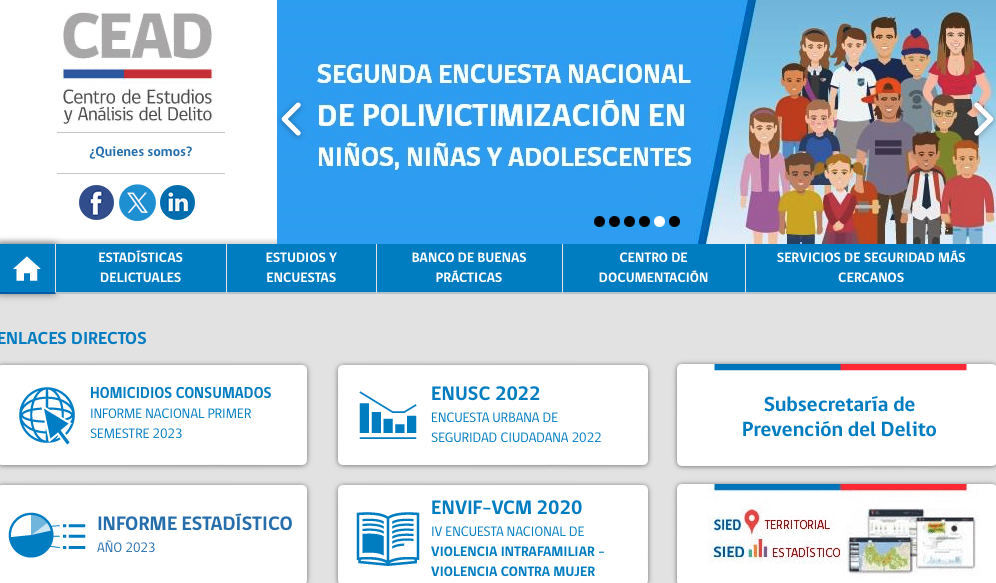 CEAD
Centro de Estudios
y Análisis del Delito
¿Quienes somos?
SEGUNDA ENCUESTA NACIONAL
DE POLIVICTIMIZACIÓN EN
NIÑOS, NIÑAS Y ADOLESCENTES
ESTADÍSTICAS
DELICTUALES
ESTUDIOS Y
ENCUESTAS
BANCO DE BUENAS
PRÁCTICAS
CENTRO DE
DOCUMENTACIÓN
SERVICIOS DE SEGURIDAD MÁS
CERCANOS
ENLACES DIRECTOS
HOMICIDIOS CONSUMADOS
INFORME NACIONAL PRIMER
SEMESTRE 2023
ENUSC 2022
ENCUESTA URBANA DE
SEGURIDAD CIUDADANA 2022
Subsecretaría de
Prevención del Delito
INFORME ESTADÍSTICO
AÑO 2023
ENVIF-VCM 2020
IV ENCUESTA NACIONAL DE
VIOLENCIA INTRAFAMILIAR -
VIOLENCIA CONTRA MUJER
SIED TERRITORIAL
SIED ESTADÍSTICO